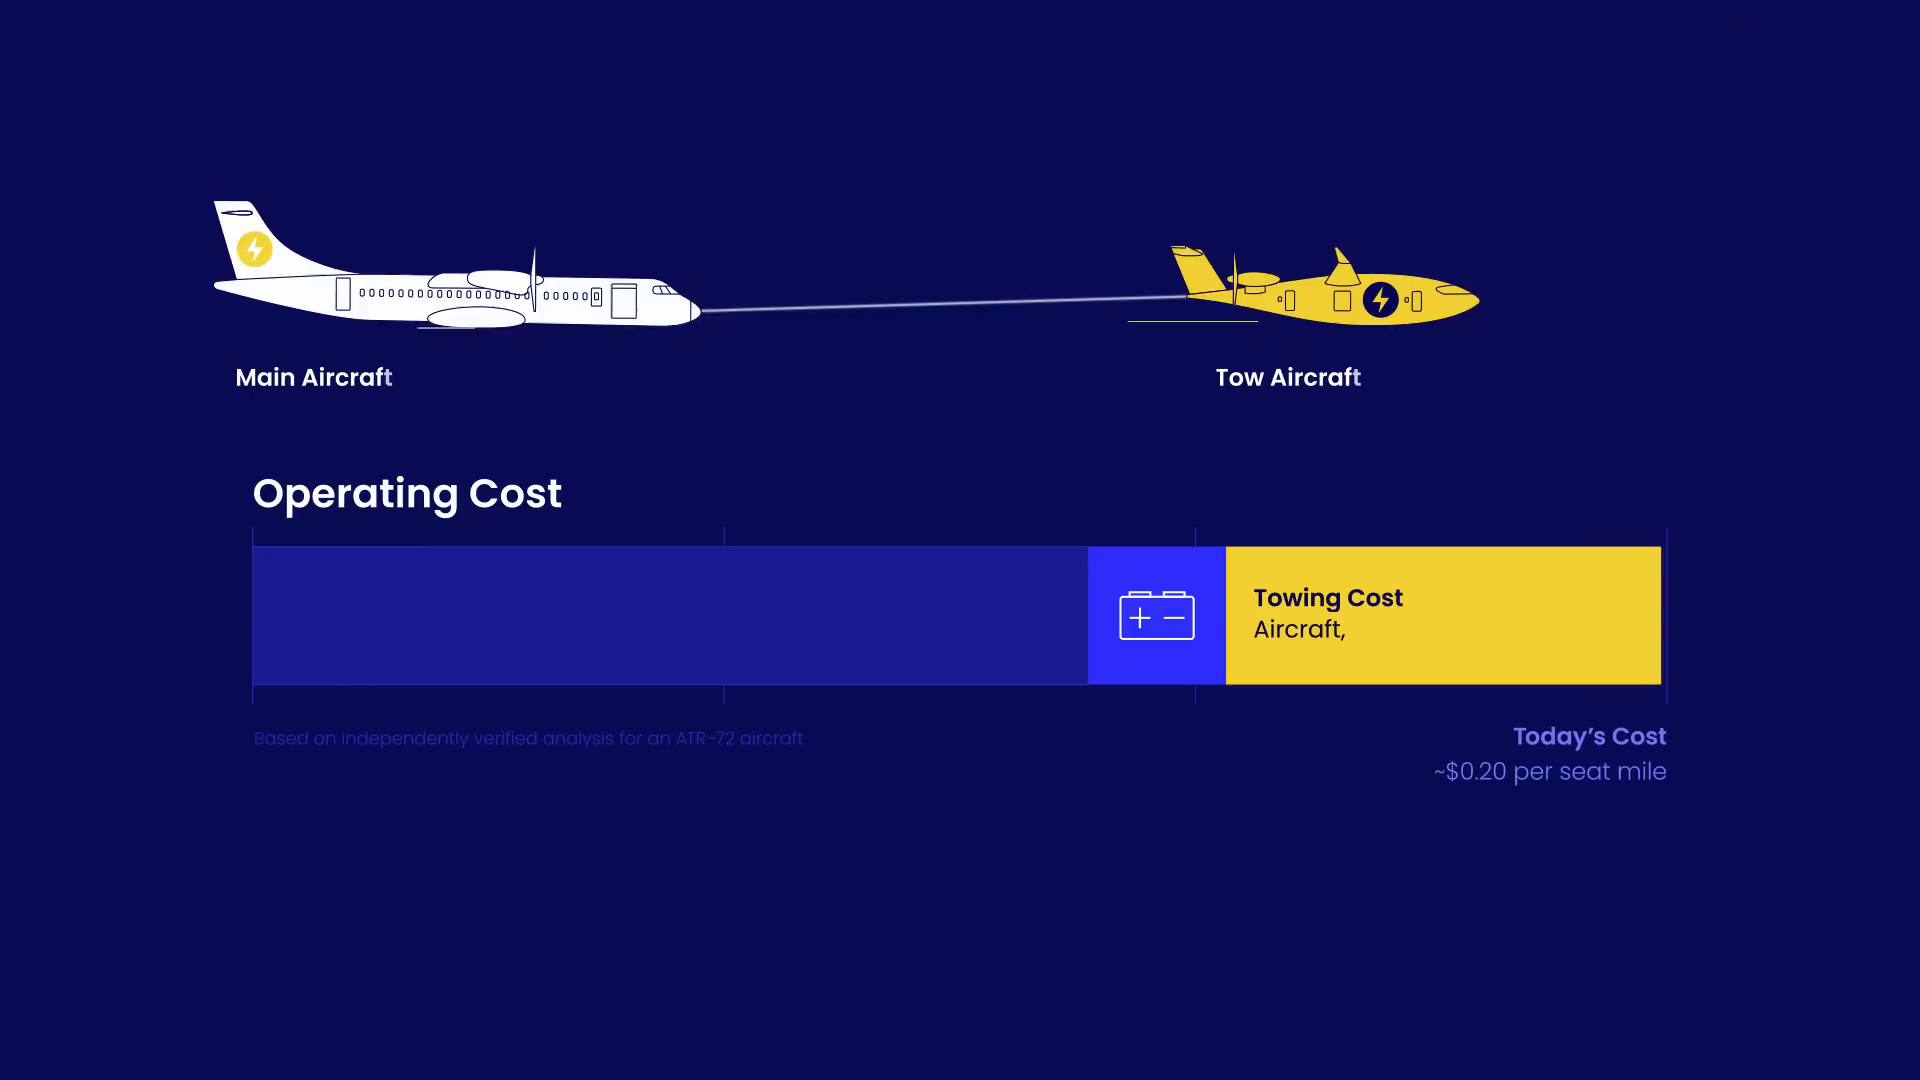 Main Aircraft
Tow Aircraft
Operating Cost
Towing Cost
Aircraft,
Based on independently verified analysis for an ATR-72 aircraft
Today’s Cost
~$0.20 per seat mile